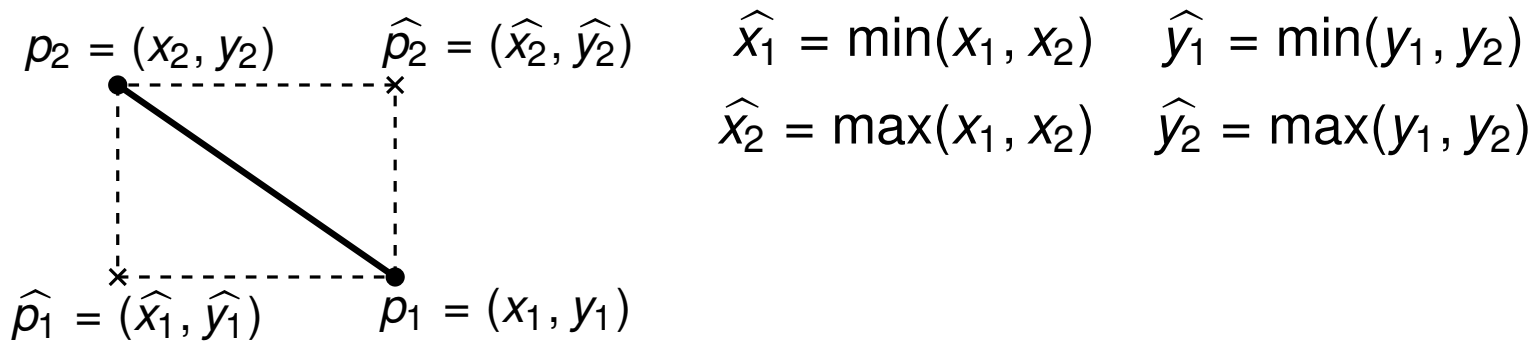 p₂ = (x₂, y₂)
p̂₂ = (x̂₂, ŷ₂)
x̂₁ = min(x₁, x₂)
ŷ₁ = min(y₁, y₂)
x̂₂ = max(x₁, x₂)
ŷ₂ = max(y₁, y₂)
p̂₁ = (x̂₁, ŷ₁)
p₁ = (x₁, y₁)